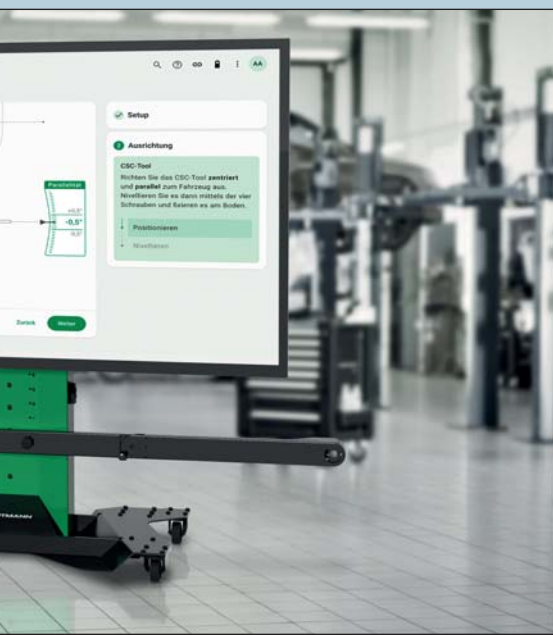 AA
Setup
2 Ausrichtung
CSC-Tool
Richten Sie das CSC-Tool zentriert
und parallel zum Fahrzeug aus.
Nivellieren Sie es dann mittels der vier
Schrauben und fixieren es am Boden.
Positionieren
Nivellieren
Parallelität
+0,5°
-0,5°
Zurück
Weiter
TMANN